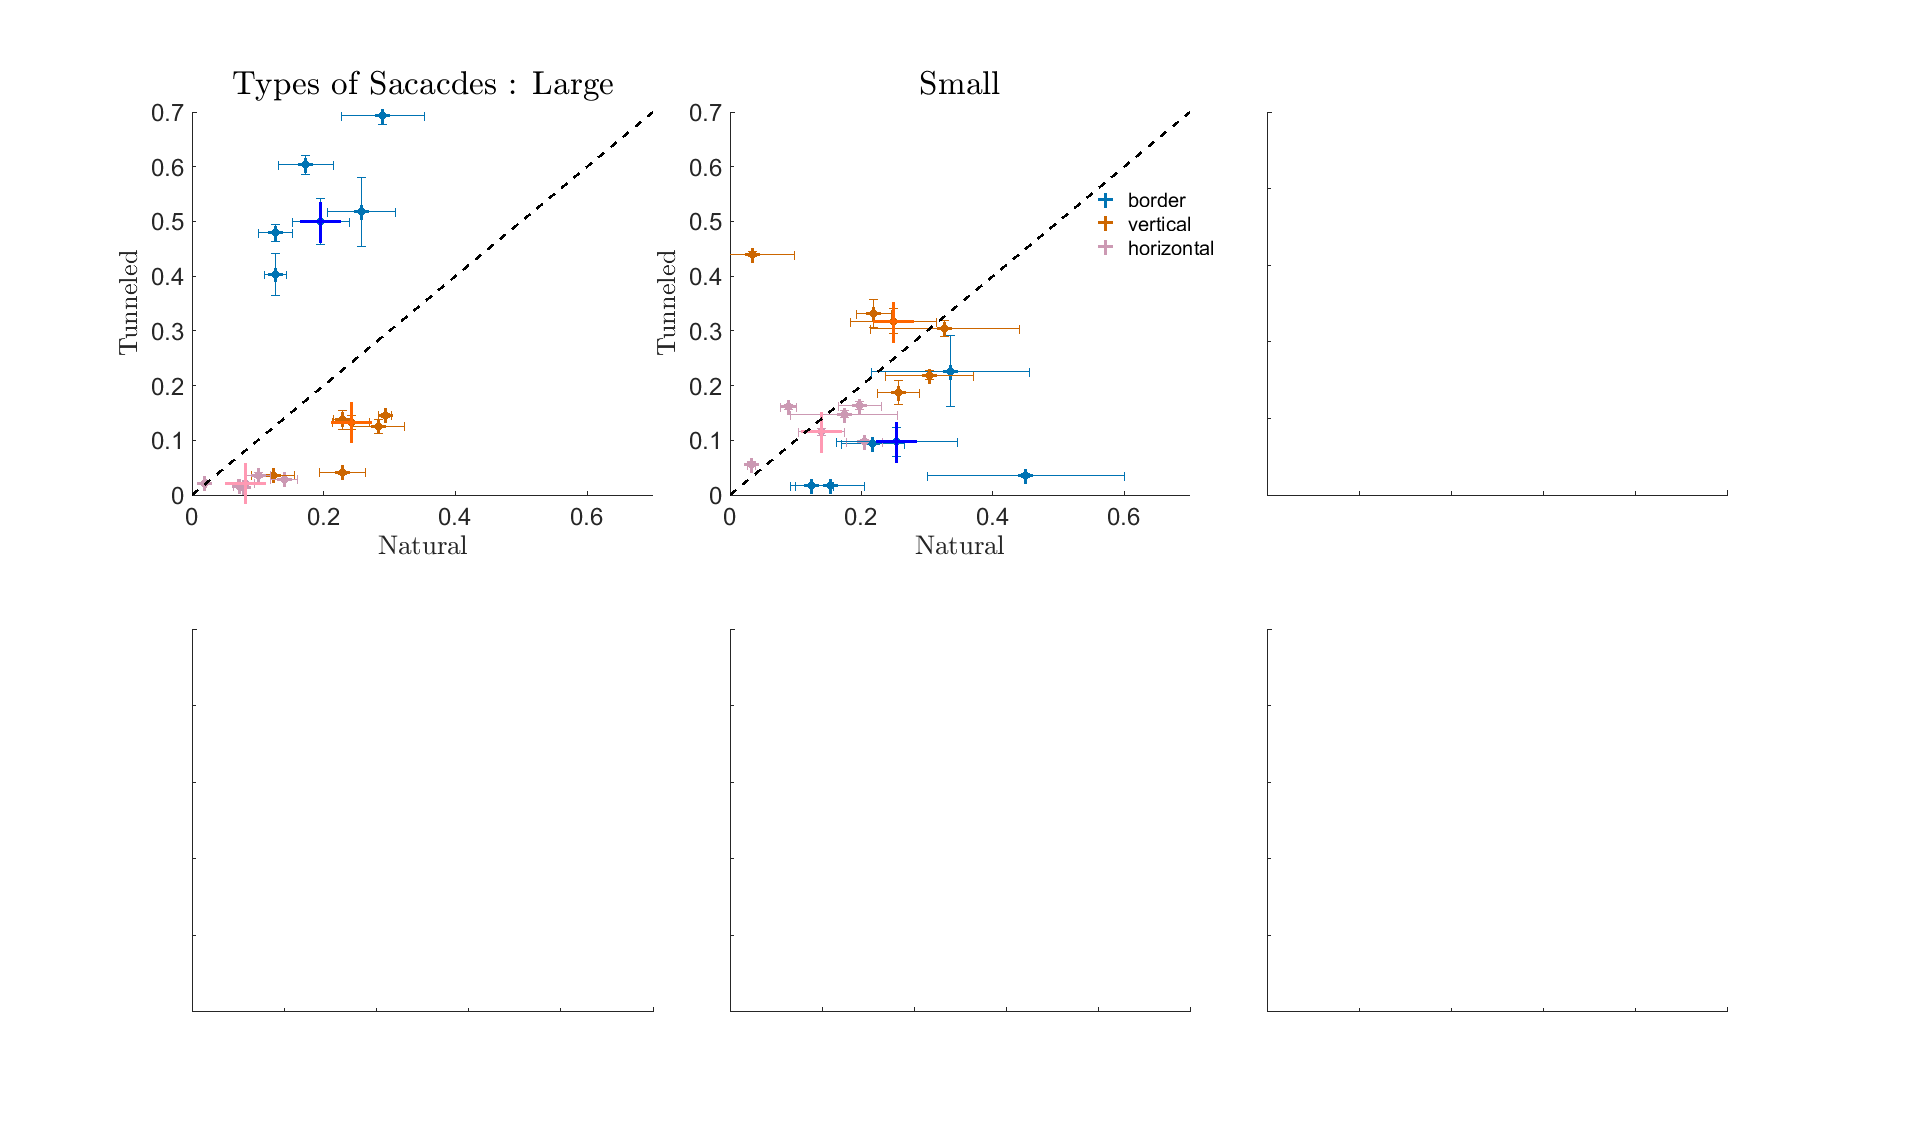 Types of Sacacdes : Large
Small
0.7
0.6
0.5
0.4
0.3
0.2
0.1
0
Tunneled
0 0.2 0.4 0.6
Natural
0.7
0.6
0.5
0.4
0.3
0.2
0.1
0
Tunneled
0 0.2 0.4 0.6
Natural
border
vertical
horizontal